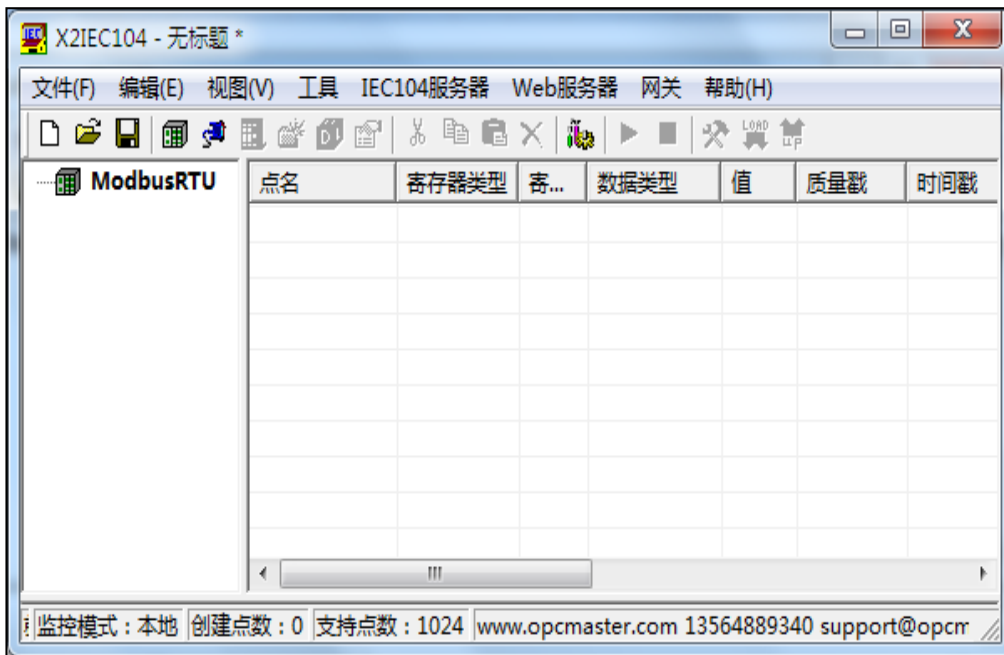 X2IEC104 - 无标题 *
文件(F) 编辑(E) 视图(V) 工具 IEC104服务器 Web服务器 网关 帮助(H)
LOAD UP
ModbusRTU 点名 寄存器类型 寄... 数据类型 值 质量戳 时间戳
监控模式：本地 创建点数：0 支持点数：1024 www.opcmaster.com 13564889340 support@opcm